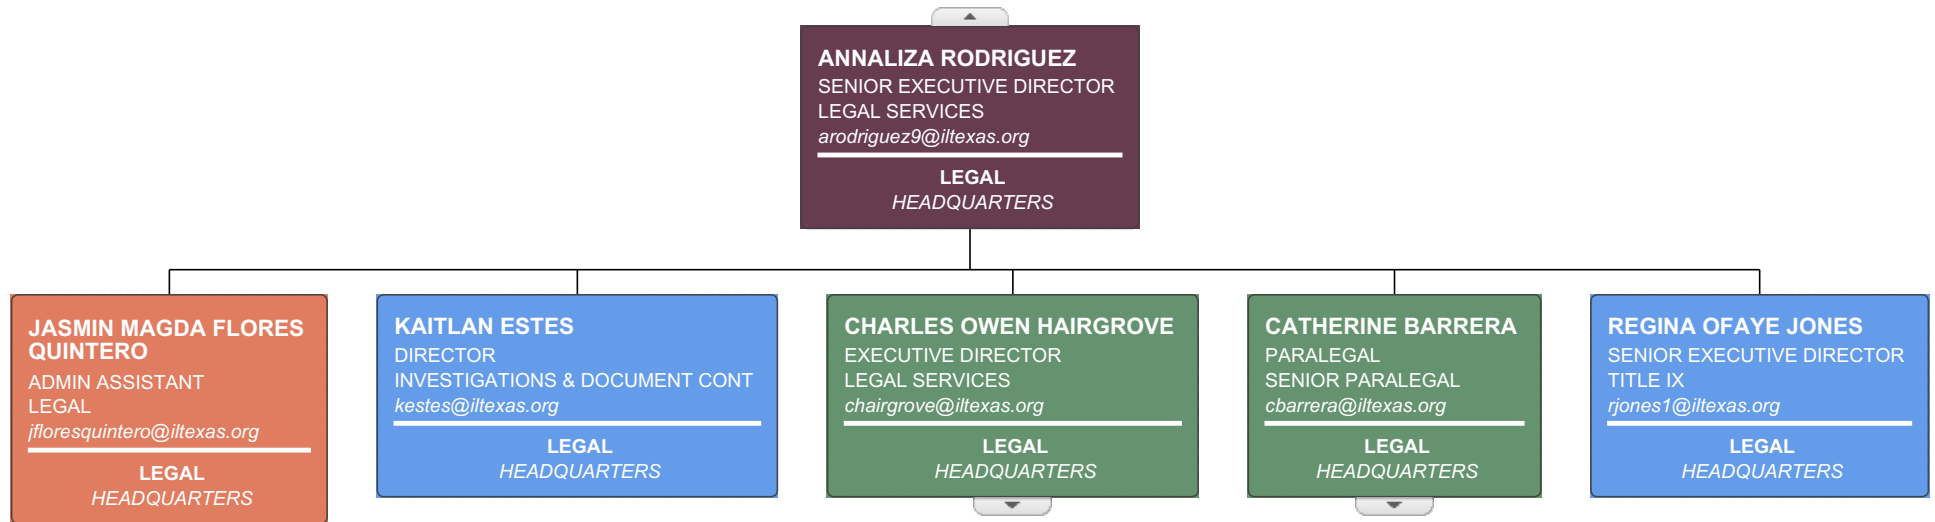 ANNALIZA RODRIGUEZ
SENIOR EXECUTIVE DIRECTOR
LEGAL SERVICES
arodriguez9@iltexas.org
LEGAL
HEADQUARTERS
JASMIN MAGDA FLORES
QUINTERO
ADMIN ASSISTANT
LEGAL
jfloresquintero@iltexas.org
LEGAL
HEADQUARTERS
KAITLAN ESTES
DIRECTOR
INVESTIGATIONS & DOCUMENT CONT
kestes@iltexas.org
LEGAL
HEADQUARTERS
CHARLES OWEN HAIRGROVE
EXECUTIVE DIRECTOR
LEGAL SERVICES
chairgrove@iltexas.org
LEGAL
HEADQUARTERS
CATHERINE BARRERA
PARALEGAL
SENIOR PARALEGAL
cbarrera@iltexas.org
LEGAL
HEADQUARTERS
REGINA OFAYE JONES
SENIOR EXECUTIVE DIRECTOR
TITLE IX
rjones1@iltexas.org
LEGAL
HEADQUARTERS